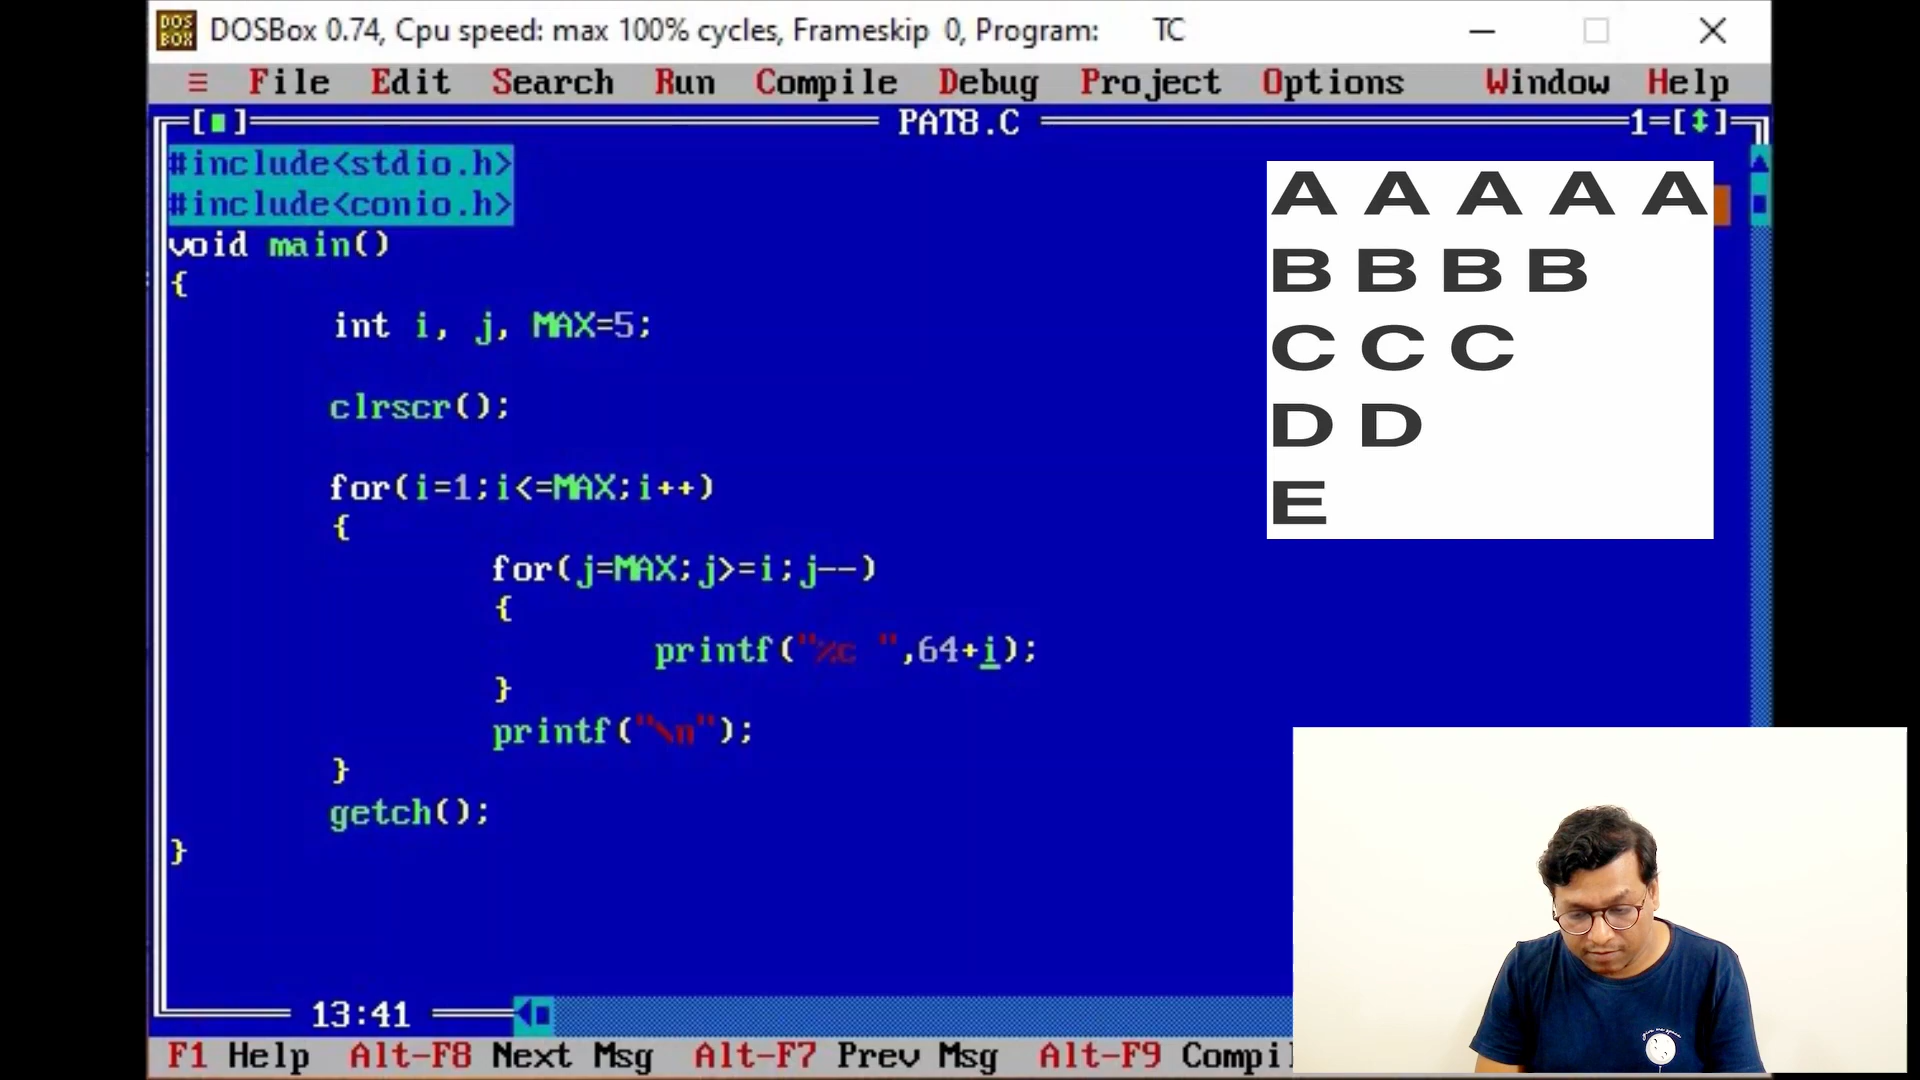 DOSBox 0.74, Cpu speed: max 100% cycles, Frameskip 0, Program: TC
DOS
BOX
≡ File Edit Search Run Compile Debug Project Options Window Help
PAT8.C
1
#include<stdio.h>
#include<conio.h>
void main()
{
int i, j, MAX=5;
clrscr();
for(i=1;i<=MAX;i++)
{
for(j=MAX;j>=i;j--)
{
printf("%c ",64+i);
}
printf("\n");
}
getch();
}
A A A A A
B B B B
C C C
D D
E
13:41
F1 Help Alt-F8 Next Msg Alt-F7 Prev Msg Alt-F9 Compil